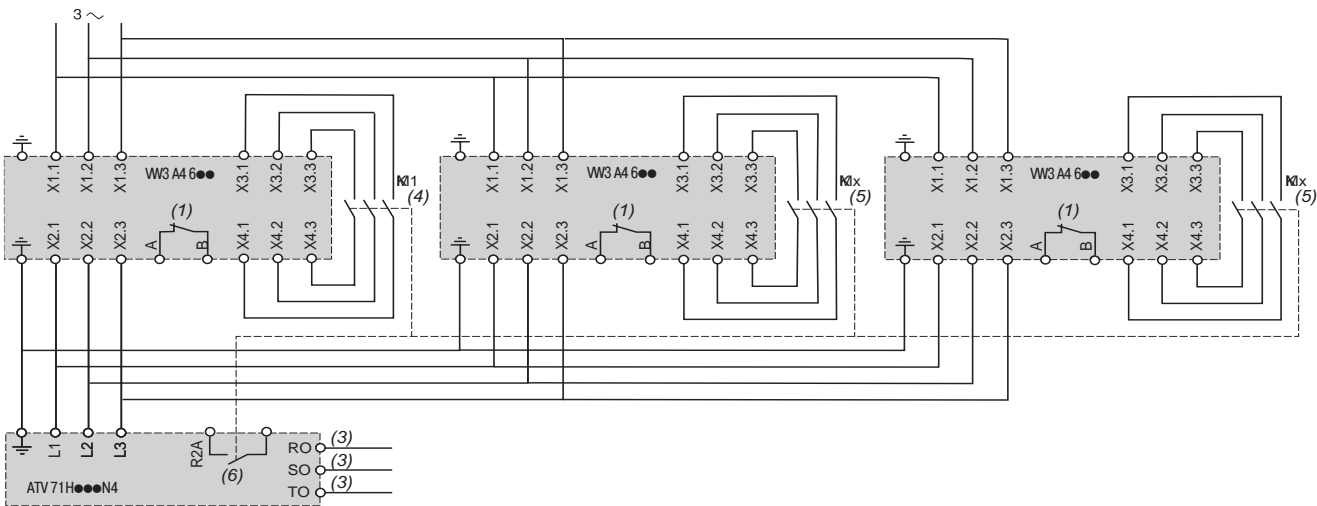 3 ~
X1.1 X1.2 X1.3 VW3 A4 6●● X3.1 X3.2 X3.3 KM1
(4)
(1)
X2.1 X2.2 X2.3 A B X4.1 X4.2 X4.3
X1.1 X1.2 X1.3 VW3 A4 6●● X3.1 X3.2 X3.3 KMx
(5)
(1)
X2.1 X2.2 X2.3 A B X4.1 X4.2 X4.3
X1.1 X1.2 X1.3 VW3 A4 6●● X3.1 X3.2 X3.3 KMx
(5)
(1)
X2.1 X2.2 X2.3 A B X4.1 X4.2 X4.3
L1 L2 L3 R2A
(6)
RO (3)
SO (3)
TO (3)
ATV 71H●●●N4